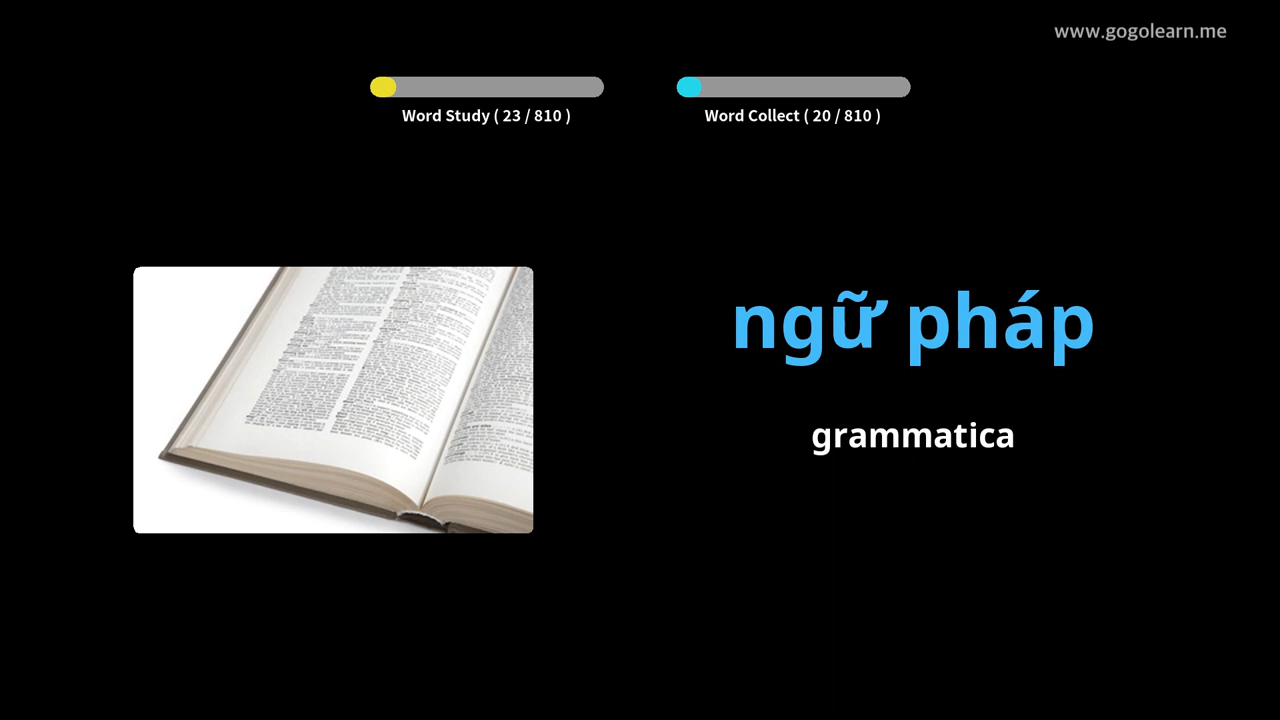 www.gogolearn.me
Word Study ( 23 / 810 )
Word Collect ( 20 / 810 )
ngữ pháp
grammatica